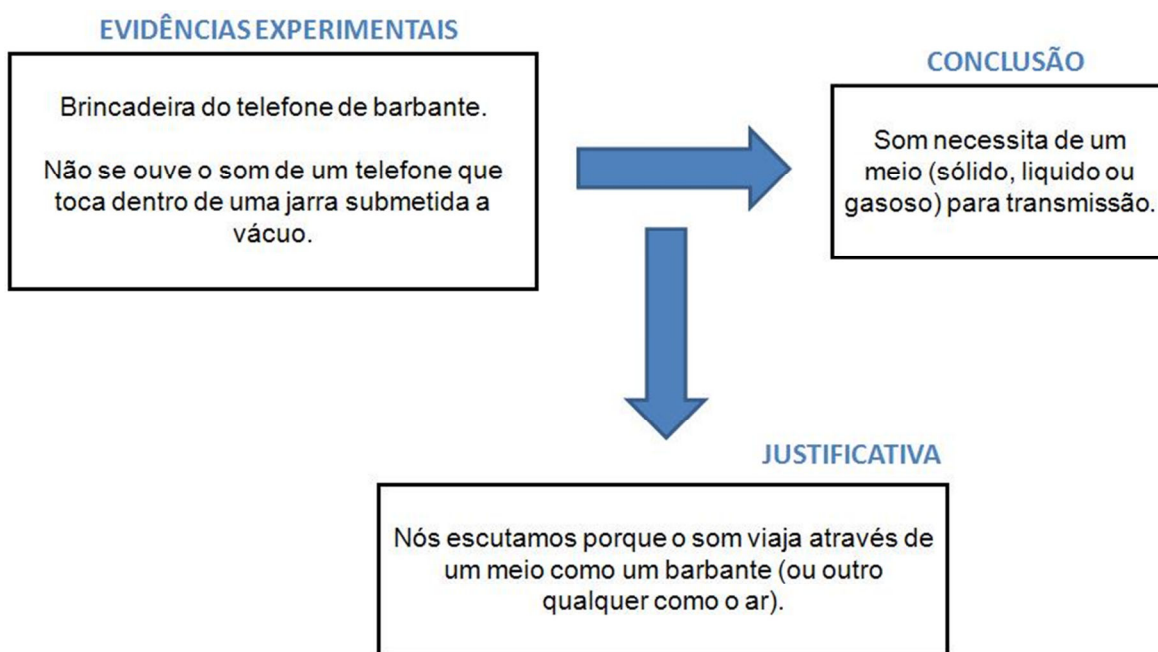 EVIDÊNCIAS EXPERIMENTAIS
Brincadeira do telefone de barbante.
Não se ouve o som de um telefone que
toca dentro de uma jarra submetida a
vácuo.
CONCLUSÃO
Som necessita de um
meio (sólido, liquido ou
gasoso) para transmissão.
JUSTIFICATIVA
Nós escutamos porque o som viaja através de
um meio como um barbante (ou outro
qualquer como o ar).